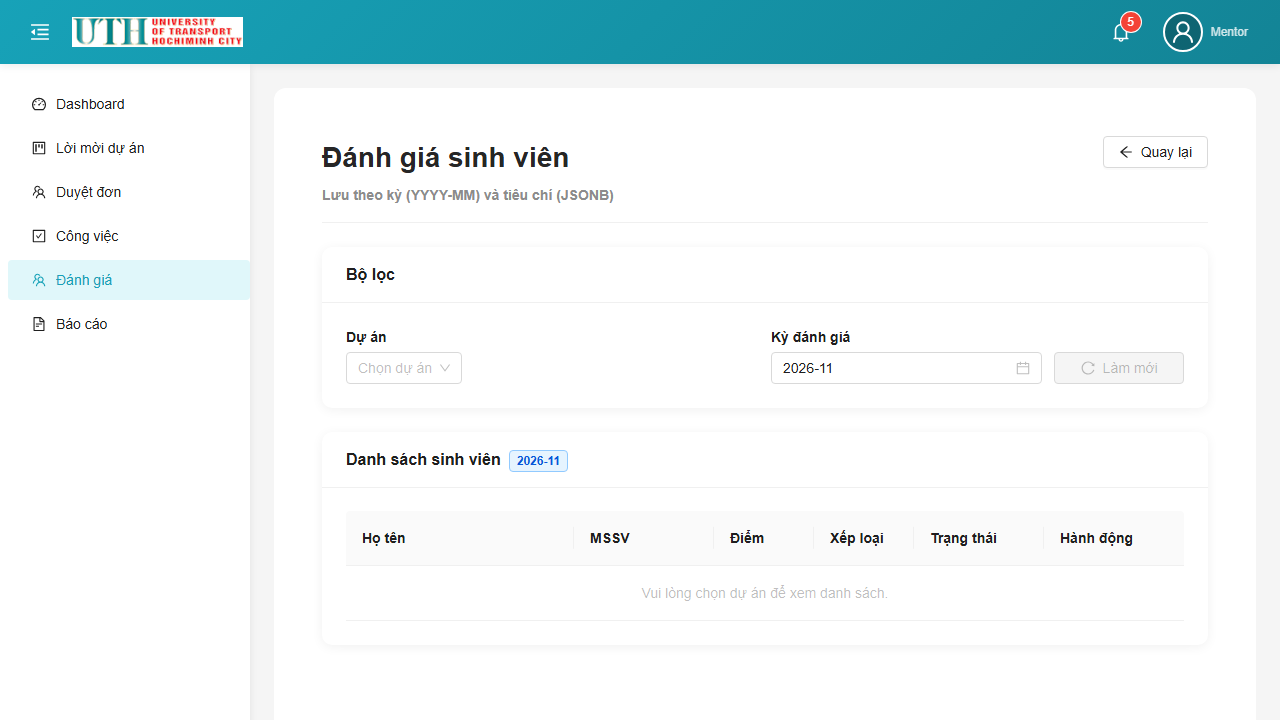 UTH UNIVERSITY
OF TRANSPORT
HOCHIMINH CITY
5
Mentor
Dashboard
Lời mời dự án
Duyệt đơn
Công việc
Đánh giá
Báo cáo
Đánh giá sinh viên
Quay lại
Lưu theo kỳ (YYYY-MM) và tiêu chí (JSONB)
Bộ lọc
Dự án
Kỳ đánh giá
Chọn dự án
2026-11
Làm mới
Danh sách sinh viên 2026-11
Họ tên MSSV Điểm Xếp loại Trạng thái Hành động
Vui lòng chọn dự án để xem danh sách.